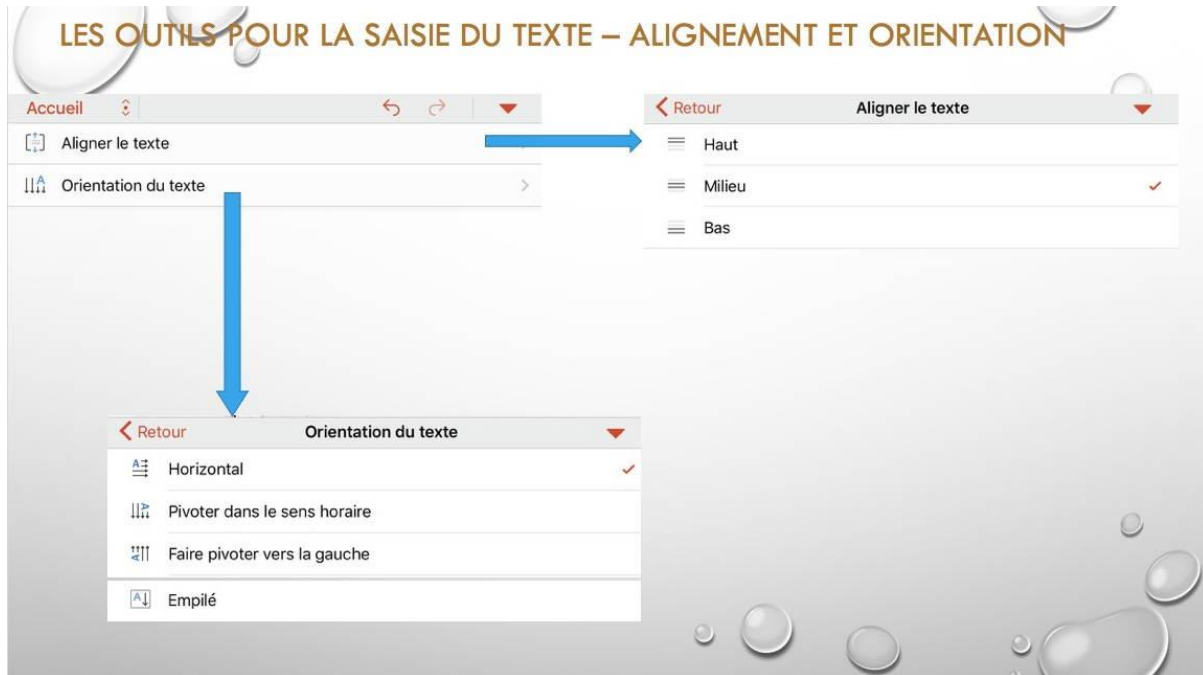 LES OUTILS POUR LA SAISIE DU TEXTE – ALIGNEMENT ET ORIENTATION
Accueil
Aligner le texte
Orientation du texte
Retour
Aligner le texte
Haut
Milieu
Bas
Retour
Orientation du texte
Horizontal
Pivoter dans le sens horaire
Faire pivoter vers la gauche
Empilé